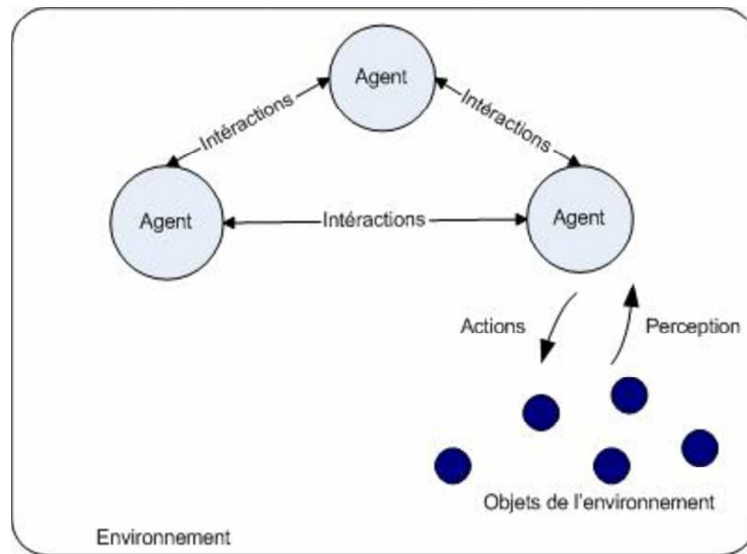 Agent
Intéractions
Intéractions
Agent
Intéractions
Agent
Actions
Perception
Objets de l'environnement
Environnement